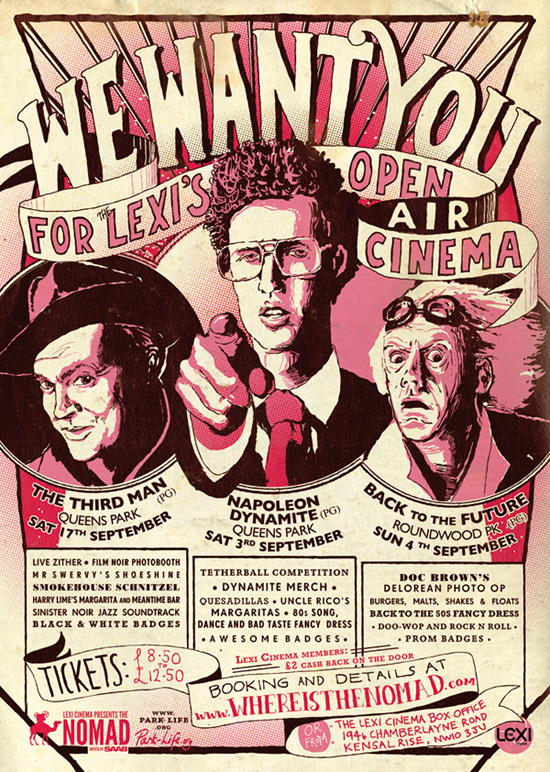 WE WANT YOU
FOR THE LEXI'S
OPEN
AIR
CINEMA
THE THIRD MAN (PG)
QUEENS PARK
SAT 17TH SEPTEMBER
NAPOLEON
DYNAMITE (PG)
QUEENS PARK
SAT 3RD SEPTEMBER
BACK TO THE FUTURE
ROUNDWOOD PK (PG)
SUN 4TH SEPTEMBER
LIVE ZITHER • FILM NOIR PHOTOBOOTH
MR SWERVY'S SHOESHINE
SMOKEHOUSE SCHNITZEL
HARRY LIME'S MARGARITA AND MEANTIME BAR
SINISTER NOIR JAZZ SOUNDTRACK
BLACK & WHITE BADGES
TETHERBALL COMPETITION
• DYNAMITE MERCH •
QUESADILLAS • UNCLE RICO'S
MARGARITAS • 80S SONG,
DANCE AND BAD TASTE FANCY DRESS
• AWESOME BADGES •
DOC BROWN'S
DELOREAN PHOTO OP
BURGERS, MALTS, SHAKES & FLOATS
BACK TO THE 50S FANCY DRESS
• DOO-WOP AND ROCK N ROLL •
• PROM BADGES •
LEXI CINEMA MEMBERS:
£2 CASH BACK ON THE DOOR
TICKETS: £8.50
TO
£12.50
BOOKING AND DETAILS AT
WWW.WHEREISTHENOMAD.COM
LEXI CINEMA PRESENTS THE
NOMAD
DRIVEN BY SAAB
WWW.
PARK-LIFE
.ORG
Park-Life.org
OR
FROM:
THE LEXI CINEMA BOX OFFICE
194b CHAMBERLAYNE ROAD
KENSAL RISE, NW10 3JU
LEXI